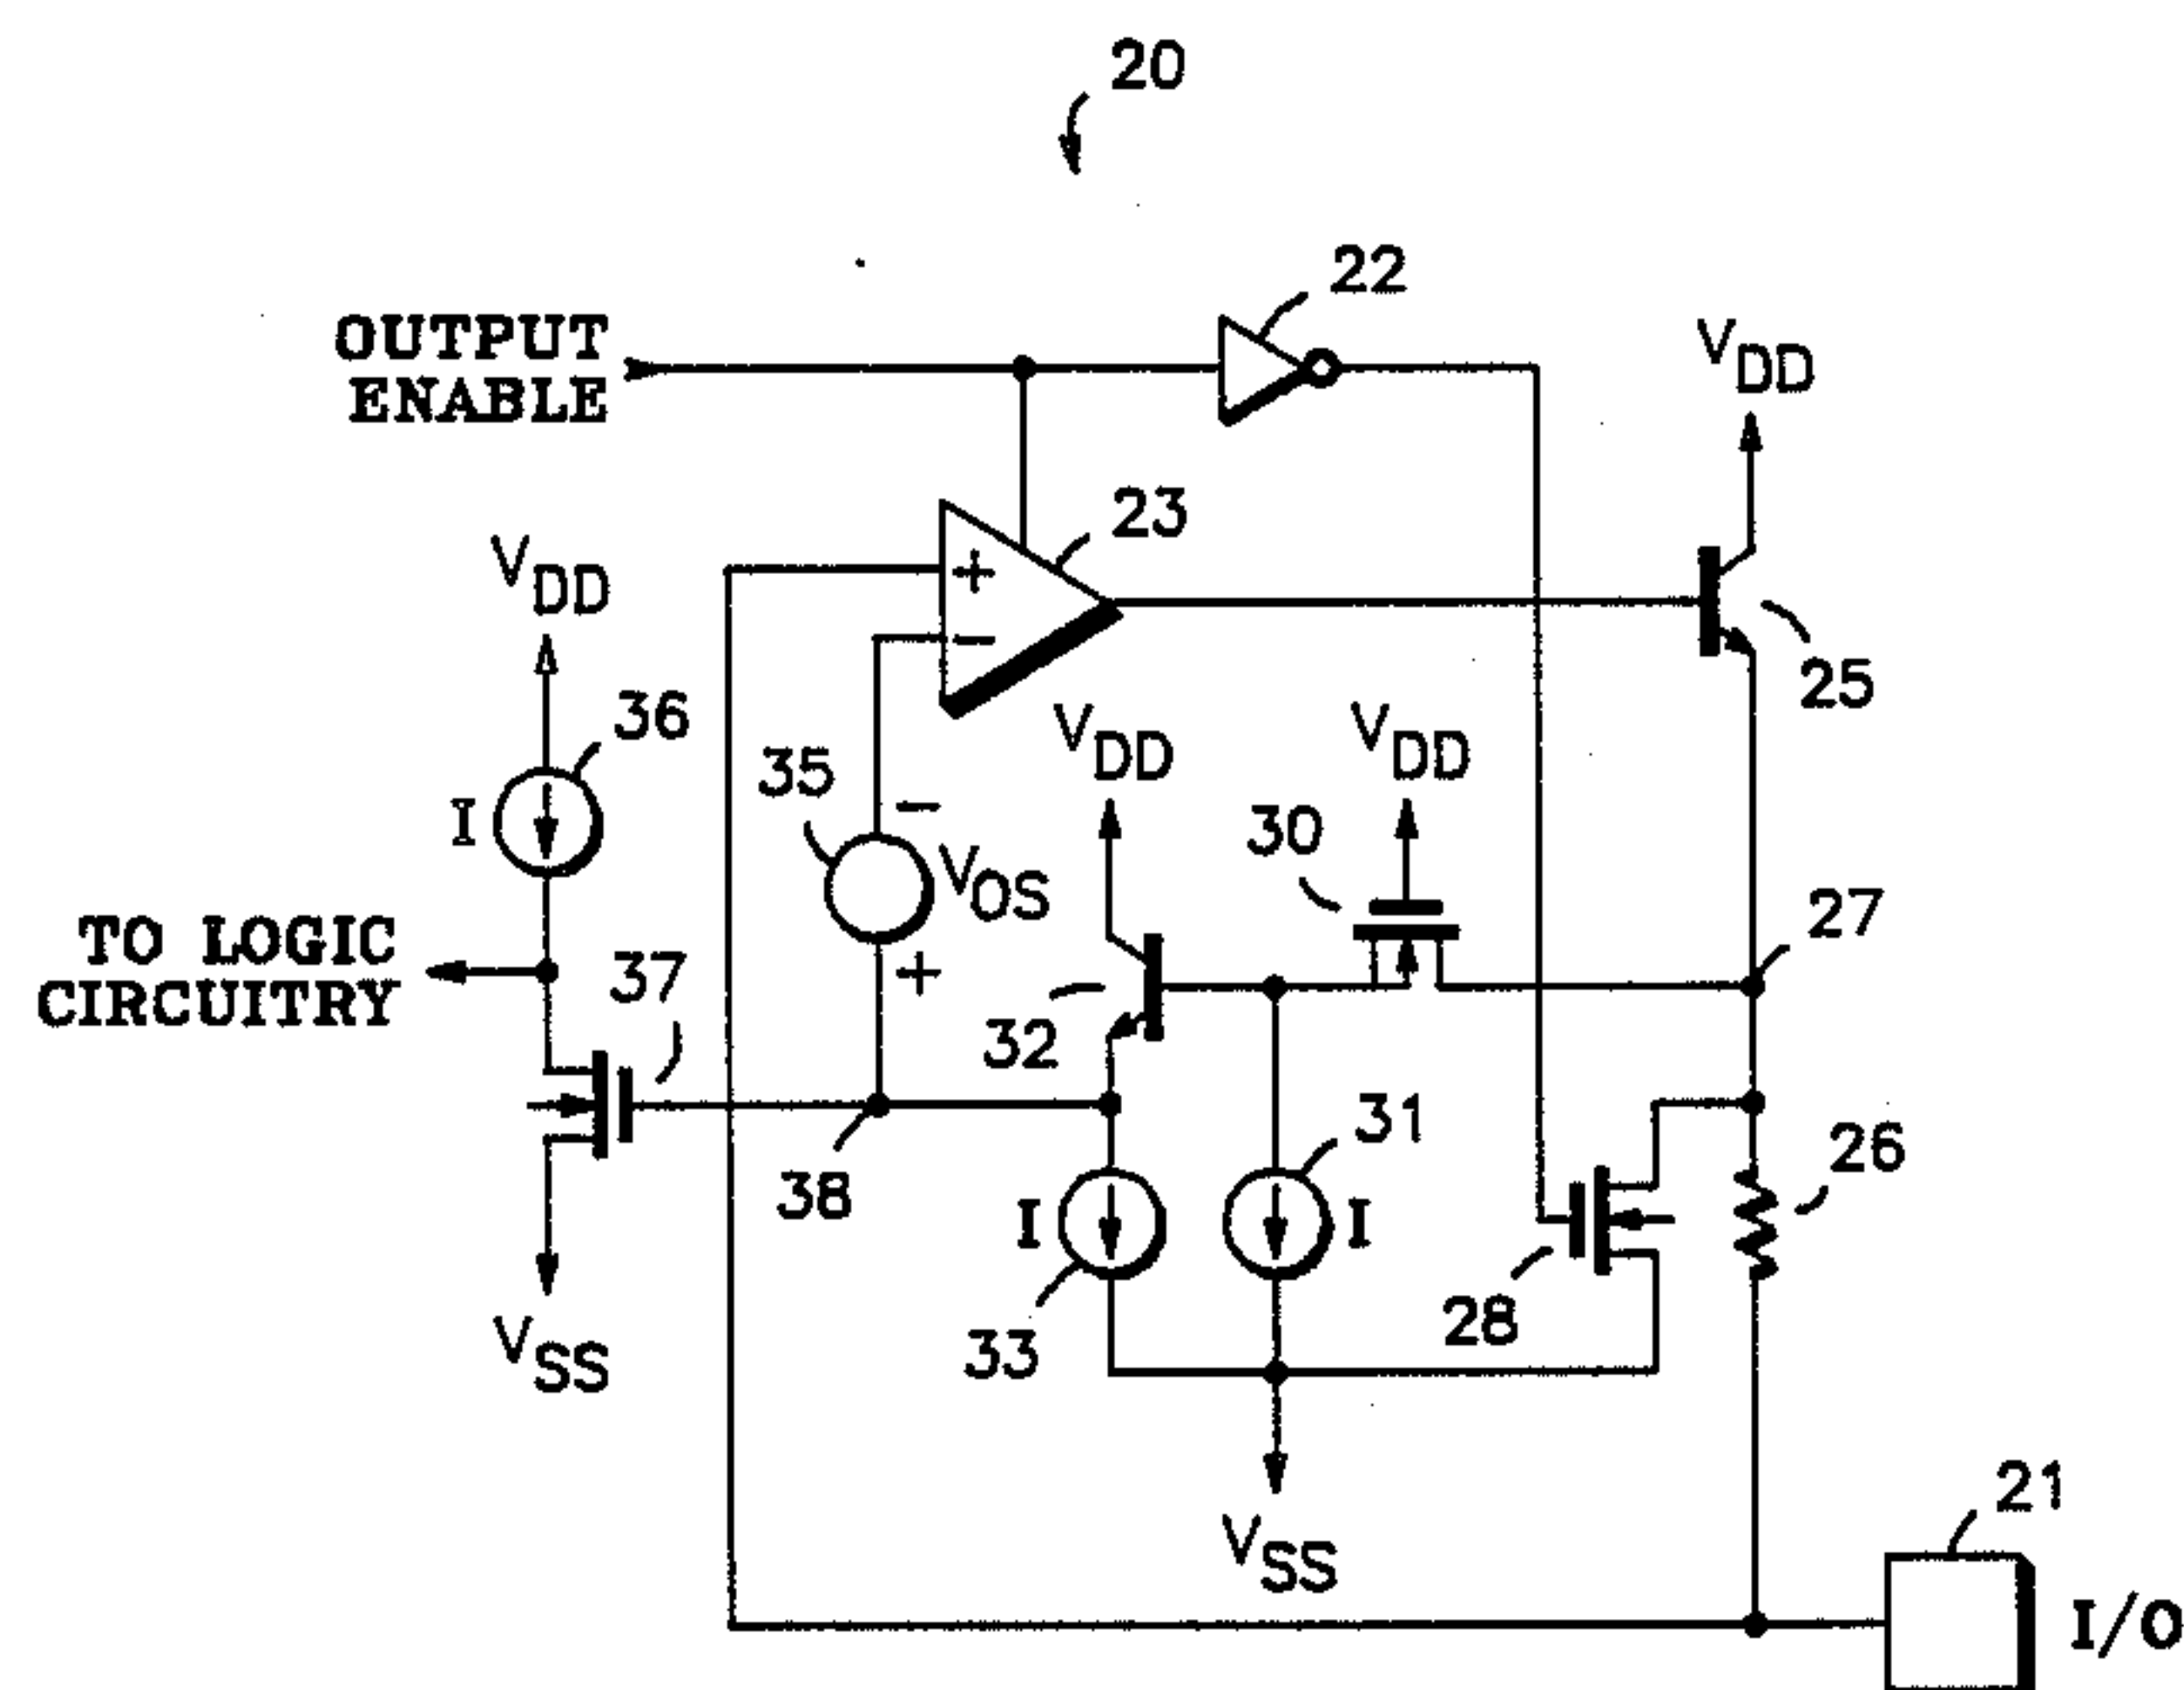 20
22
OUTPUT
ENABLE
VDD
23
+
−
VDD
25
36
I
35
−
VOS
+
VDD
VDD
30
27
TO LOGIC
CIRCUITRY
37
32
31
26
38
I
I
28
33
VSS
VSS
21
I/O